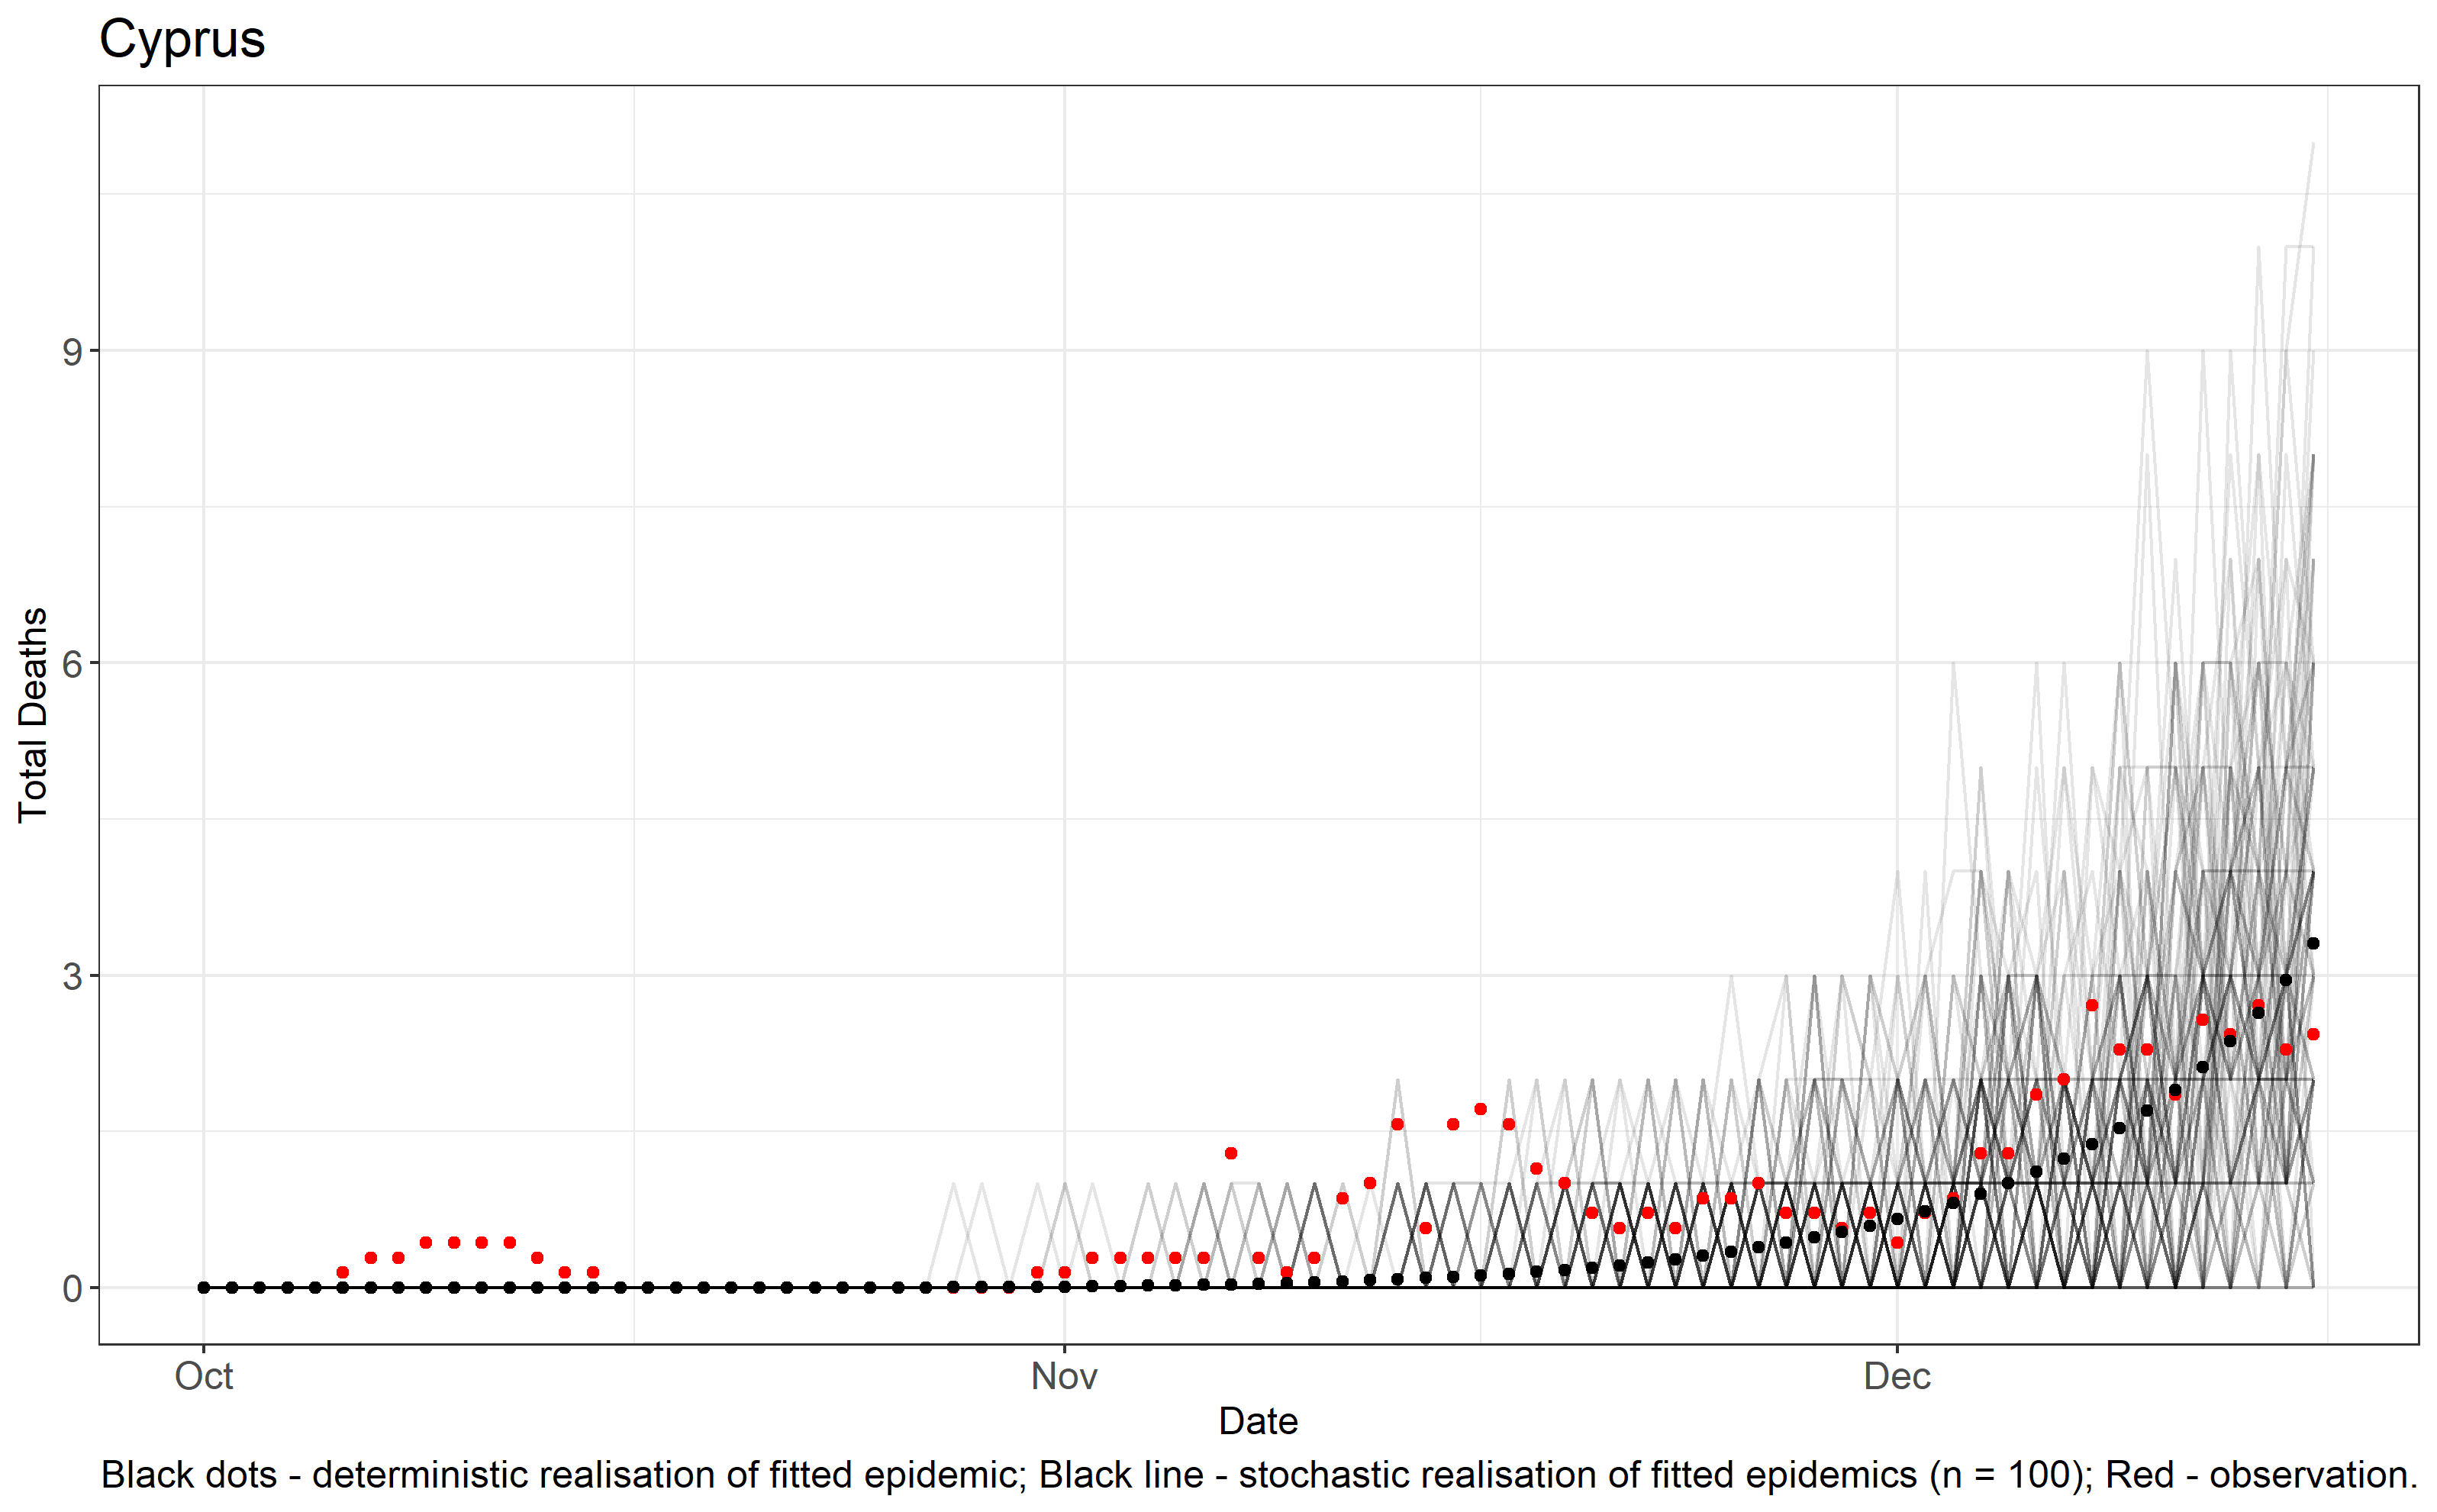 Cyprus
Total Deaths
9
6
3
0
Oct Nov Dec
Date
Black dots - deterministic realisation of fitted epidemic; Black line - stochastic realisation of fitted epidemics (n = 100); Red - observation.